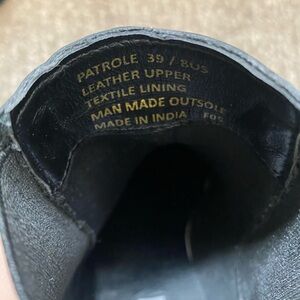 PATROLE 39 / 8US
LEATHER UPPER
TEXTILE LINING
MAN MADE OUTSOLE
MADE IN INDIA